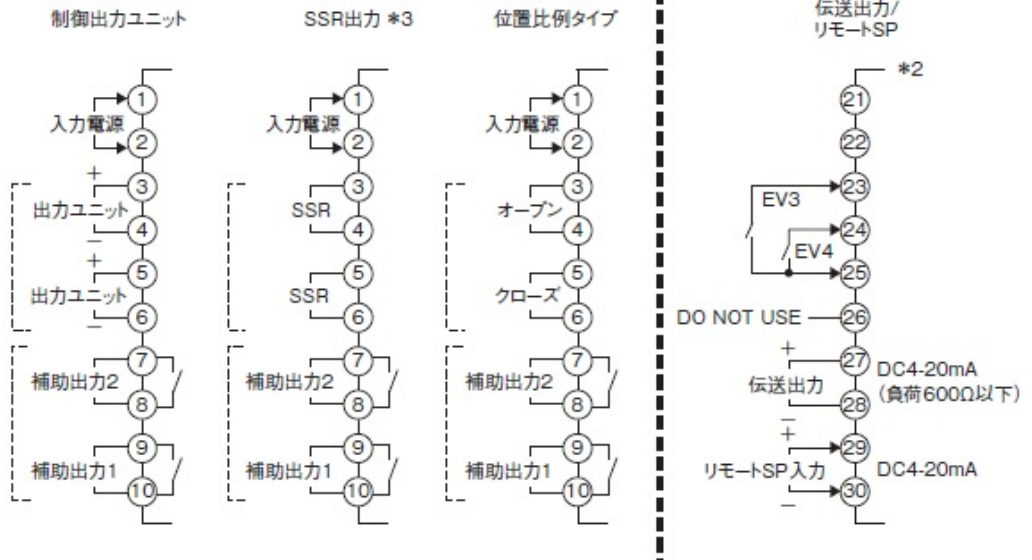 制御出力ユニット
入力電源
1
2
+
3
出力ユニット
4
−
+
5
出力ユニット
6
−
7
補助出力2
8
9
補助出力1
10
SSR出力 *3
入力電源
1
2
3
SSR
4
5
SSR
6
7
補助出力2
8
9
補助出力1
10
位置比例タイプ
入力電源
1
2
3
オープン
4
5
クローズ
6
7
補助出力2
8
9
補助出力1
10
伝送出力/
リモートSP
*2
21
22
EV3
23
24
EV4
25
DO NOT USE
26
+
27
DC4-20mA
伝送出力
(負荷600Ω以下)
28
−
+
29
リモートSP入力
DC4-20mA
30
−